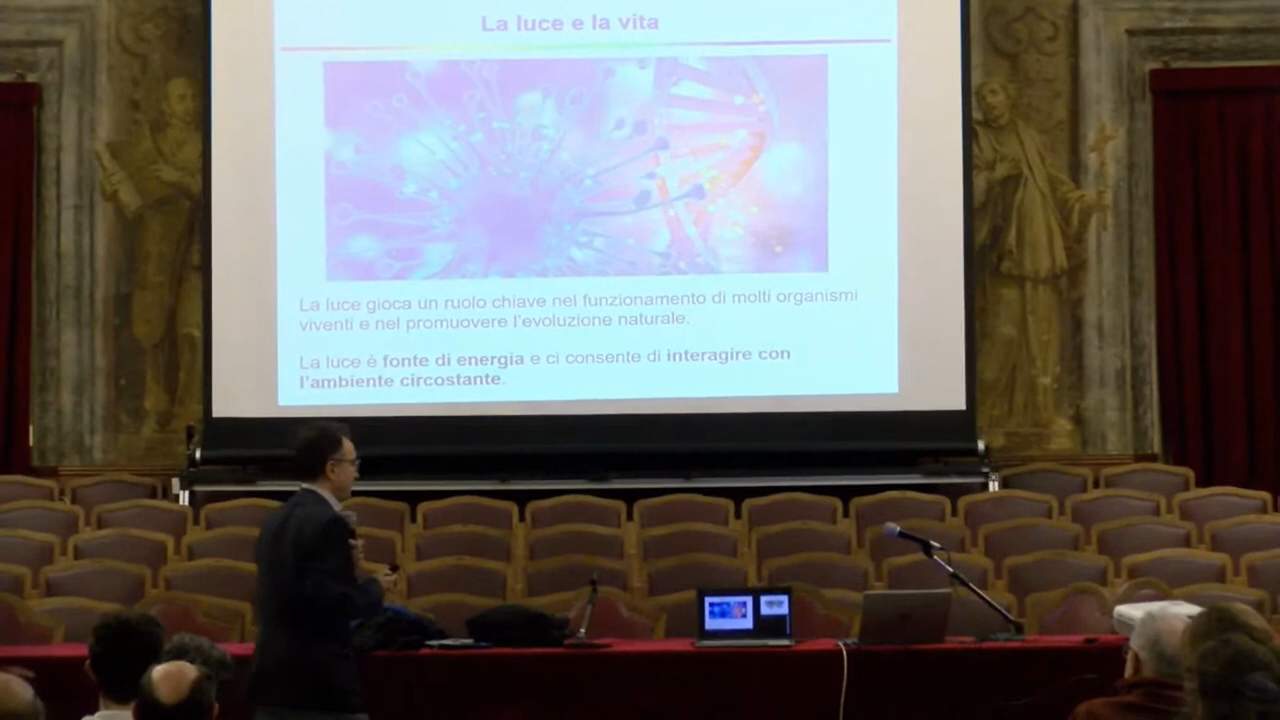 La luce e la vita
La luce gioca un ruolo chiave nel funzionamento di molti organismi
viventi e nel promuovere l'evoluzione naturale.
La luce è fonte di energia e ci consente di interagire con
l'ambiente circostante.